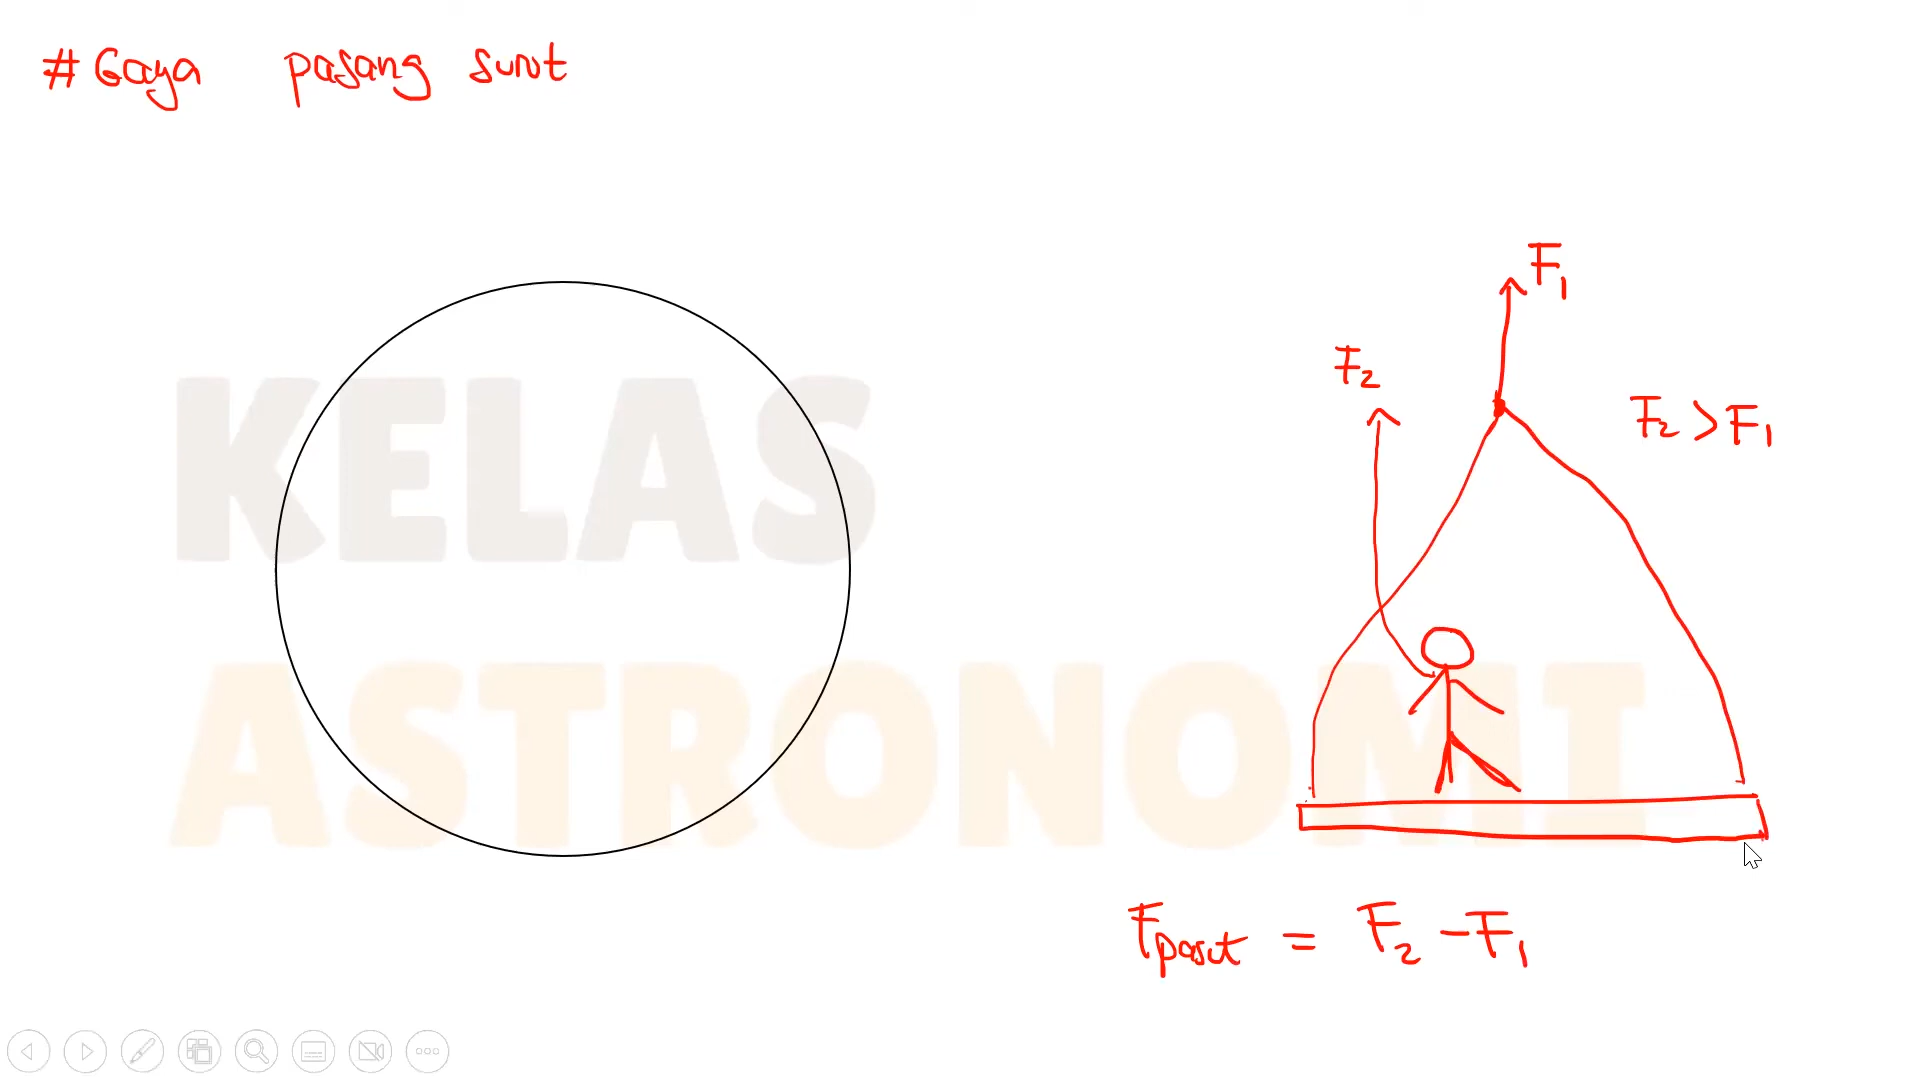 # Gaya pasang surut
KELAS
ASTRONOMI
F₁
F₂
F₂ > F₁
Fpasut = F₂ - F₁